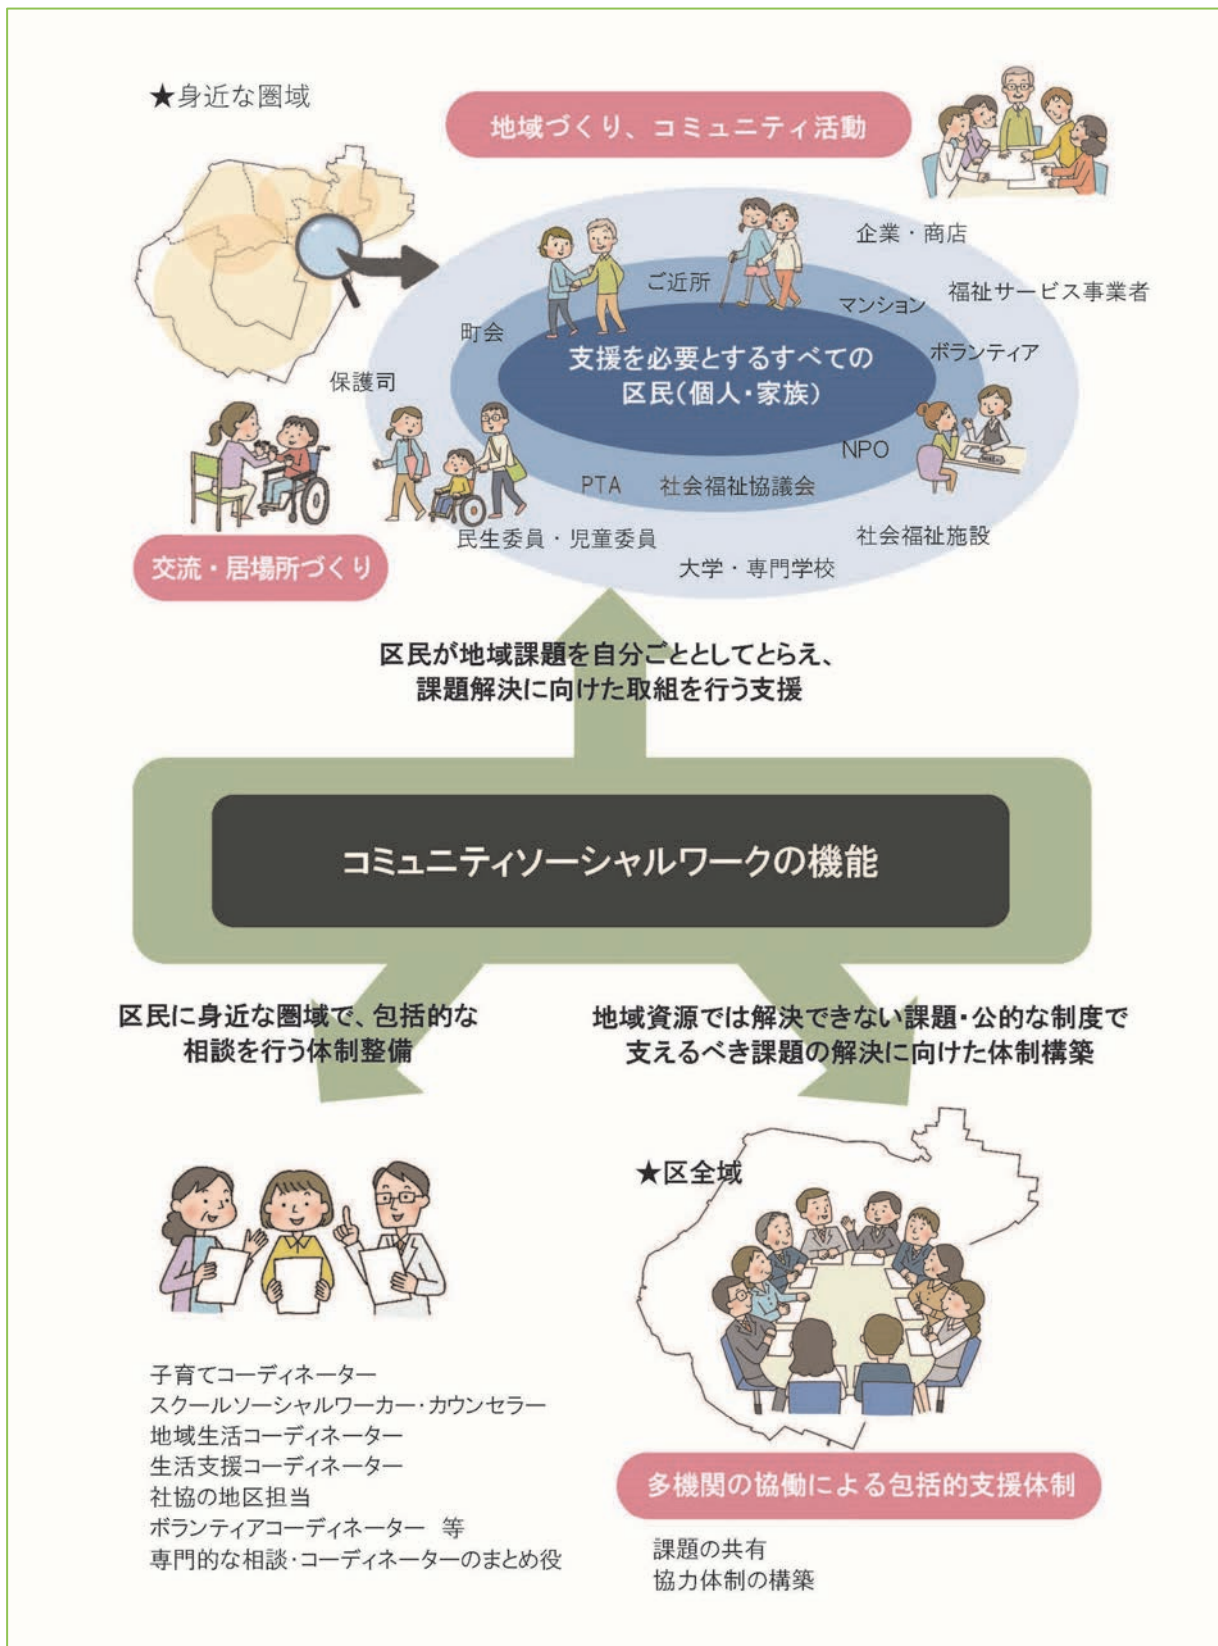 ★身近な圏域
地域づくり、コミュニティ活動
企業・商店
ご近所
福祉サービス事業者
マンション
町会
ボランティア
支援を必要とするすべての
区民(個人・家族)
保護司
NPO
PTA
社会福祉協議会
民生委員・児童委員
社会福祉施設
大学・専門学校
交流・居場所づくり
区民が地域課題を自分ごととしてとらえ、
課題解決に向けた取組を行う支援
コミュニティソーシャルワークの機能
区民に身近な圏域で、包括的な
相談を行う体制整備
地域資源では解決できない課題・公的な制度で
支えるべき課題の解決に向けた体制構築
★区全域
子育てコーディネーター
スクールソーシャルワーカー・カウンセラー
地域生活コーディネーター
生活支援コーディネーター
社協の地区担当
ボランティアコーディネーター 等
専門的な相談・コーディネーターのまとめ役
多機関の協働による包括的支援体制
課題の共有
協力体制の構築